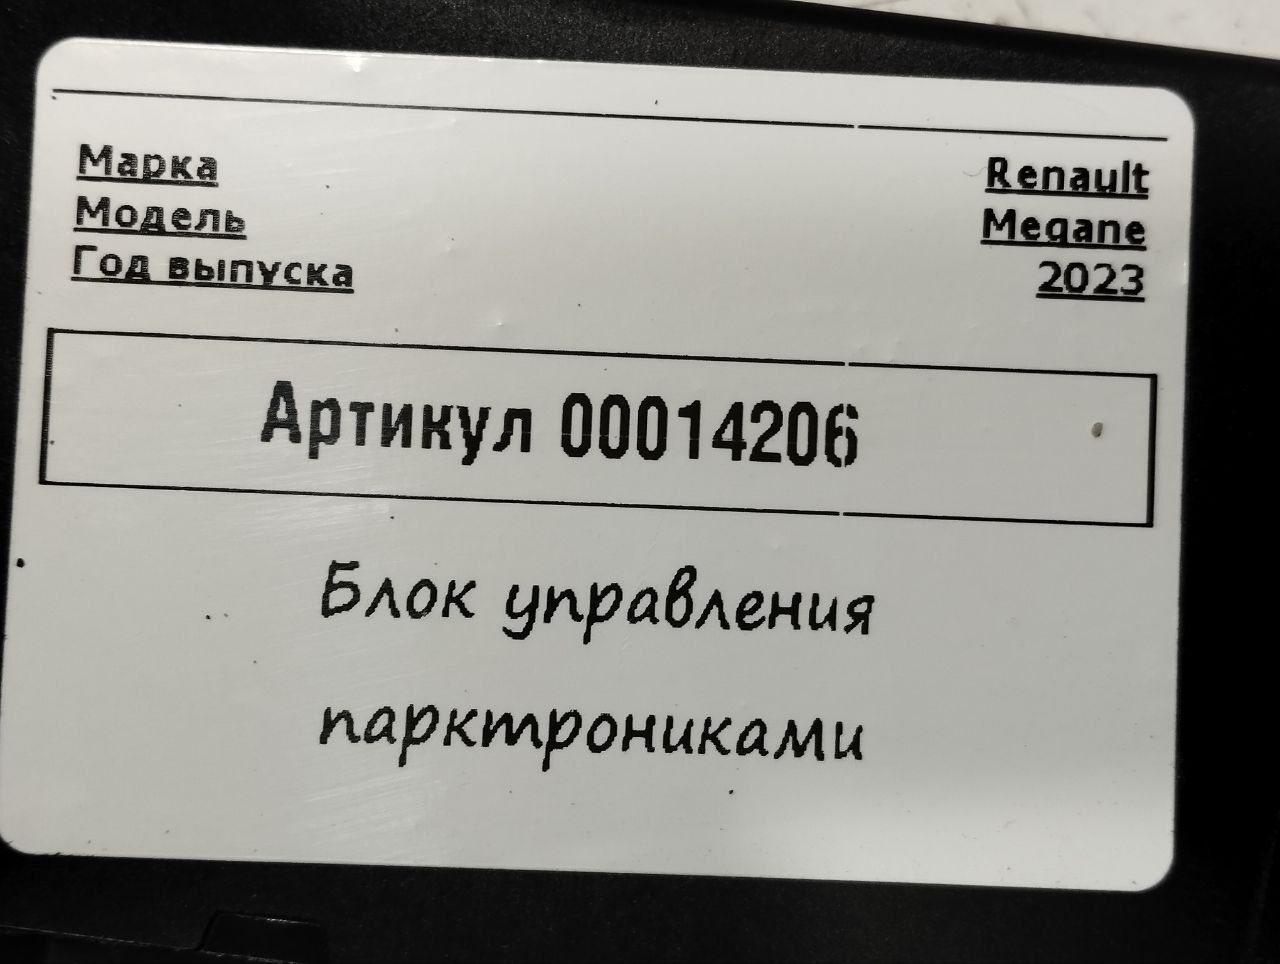 Марка Renault
Модель Megane
Год выпуска 2023
Артикул 00014206
Блок управления
парктрониками